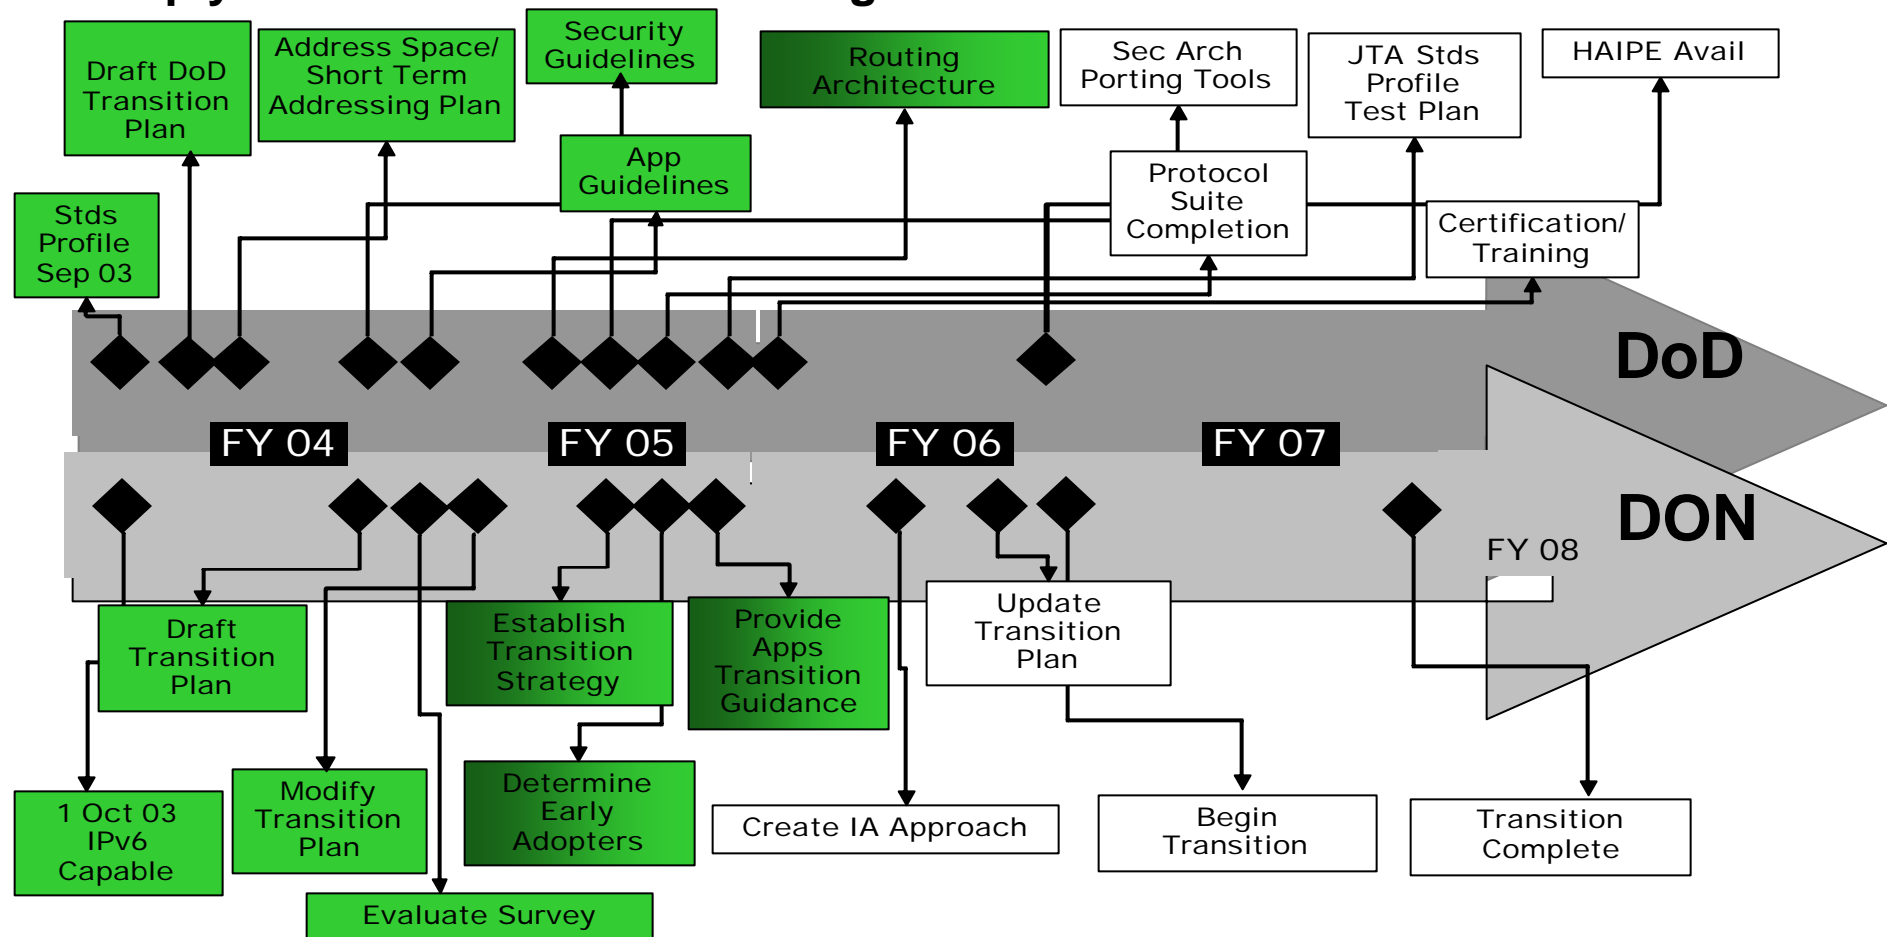 Draft DoD
Transition
Plan
Address Space/
Short Term
Addressing Plan
Security
Guidelines
Routing
Architecture
Sec Arch
Porting Tools
JTA Stds
Profile
Test Plan
HAIPE Avail
App
Guidelines
Protocol
Suite
Completion
Stds
Profile
Sep 03
Certification/
Training
DoD
FY 04
FY 05
FY 06
FY 07
DON
FY 08
Draft
Transition
Plan
Establish
Transition
Strategy
Provide
Apps
Transition
Guidance
Update
Transition
Plan
1 Oct 03
IPv6
Capable
Modify
Transition
Plan
Determine
Early
Adopters
Create IA Approach
Begin
Transition
Transition
Complete
Evaluate Survey